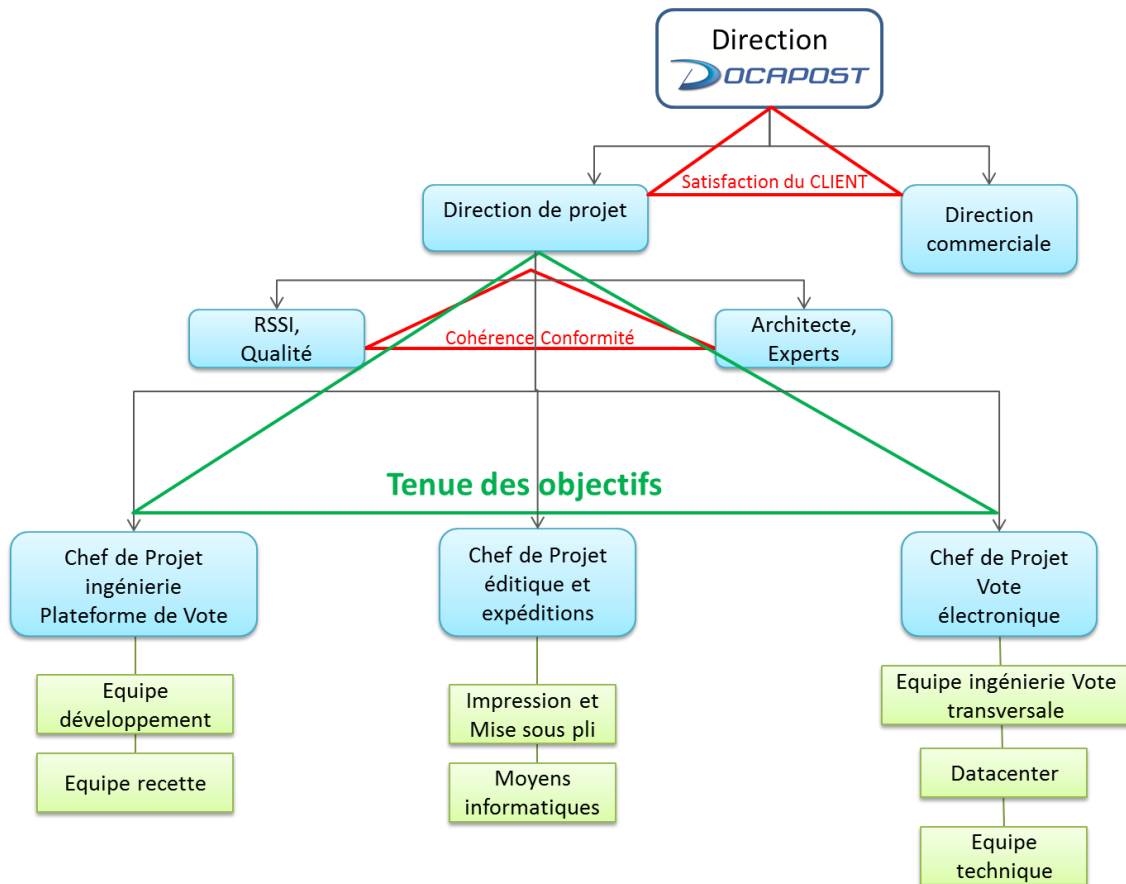 Direction
DOCAPOST
Satisfaction du CLIENT
Direction de projet
Direction
commerciale
RSSI,
Qualité
Cohérence Conformité
Architecte,
Experts
Tenue des objectifs
Chef de Projet
ingénierie
Plateforme de Vote
Chef de Projet
éditique et
expéditions
Chef de Projet
Vote
électronique
Equipe
développement
Equipe recette
Impression et
Mise sous pli
Moyens
informatiques
Equipe ingénierie Vote
transversale
Datacenter
Equipe
technique